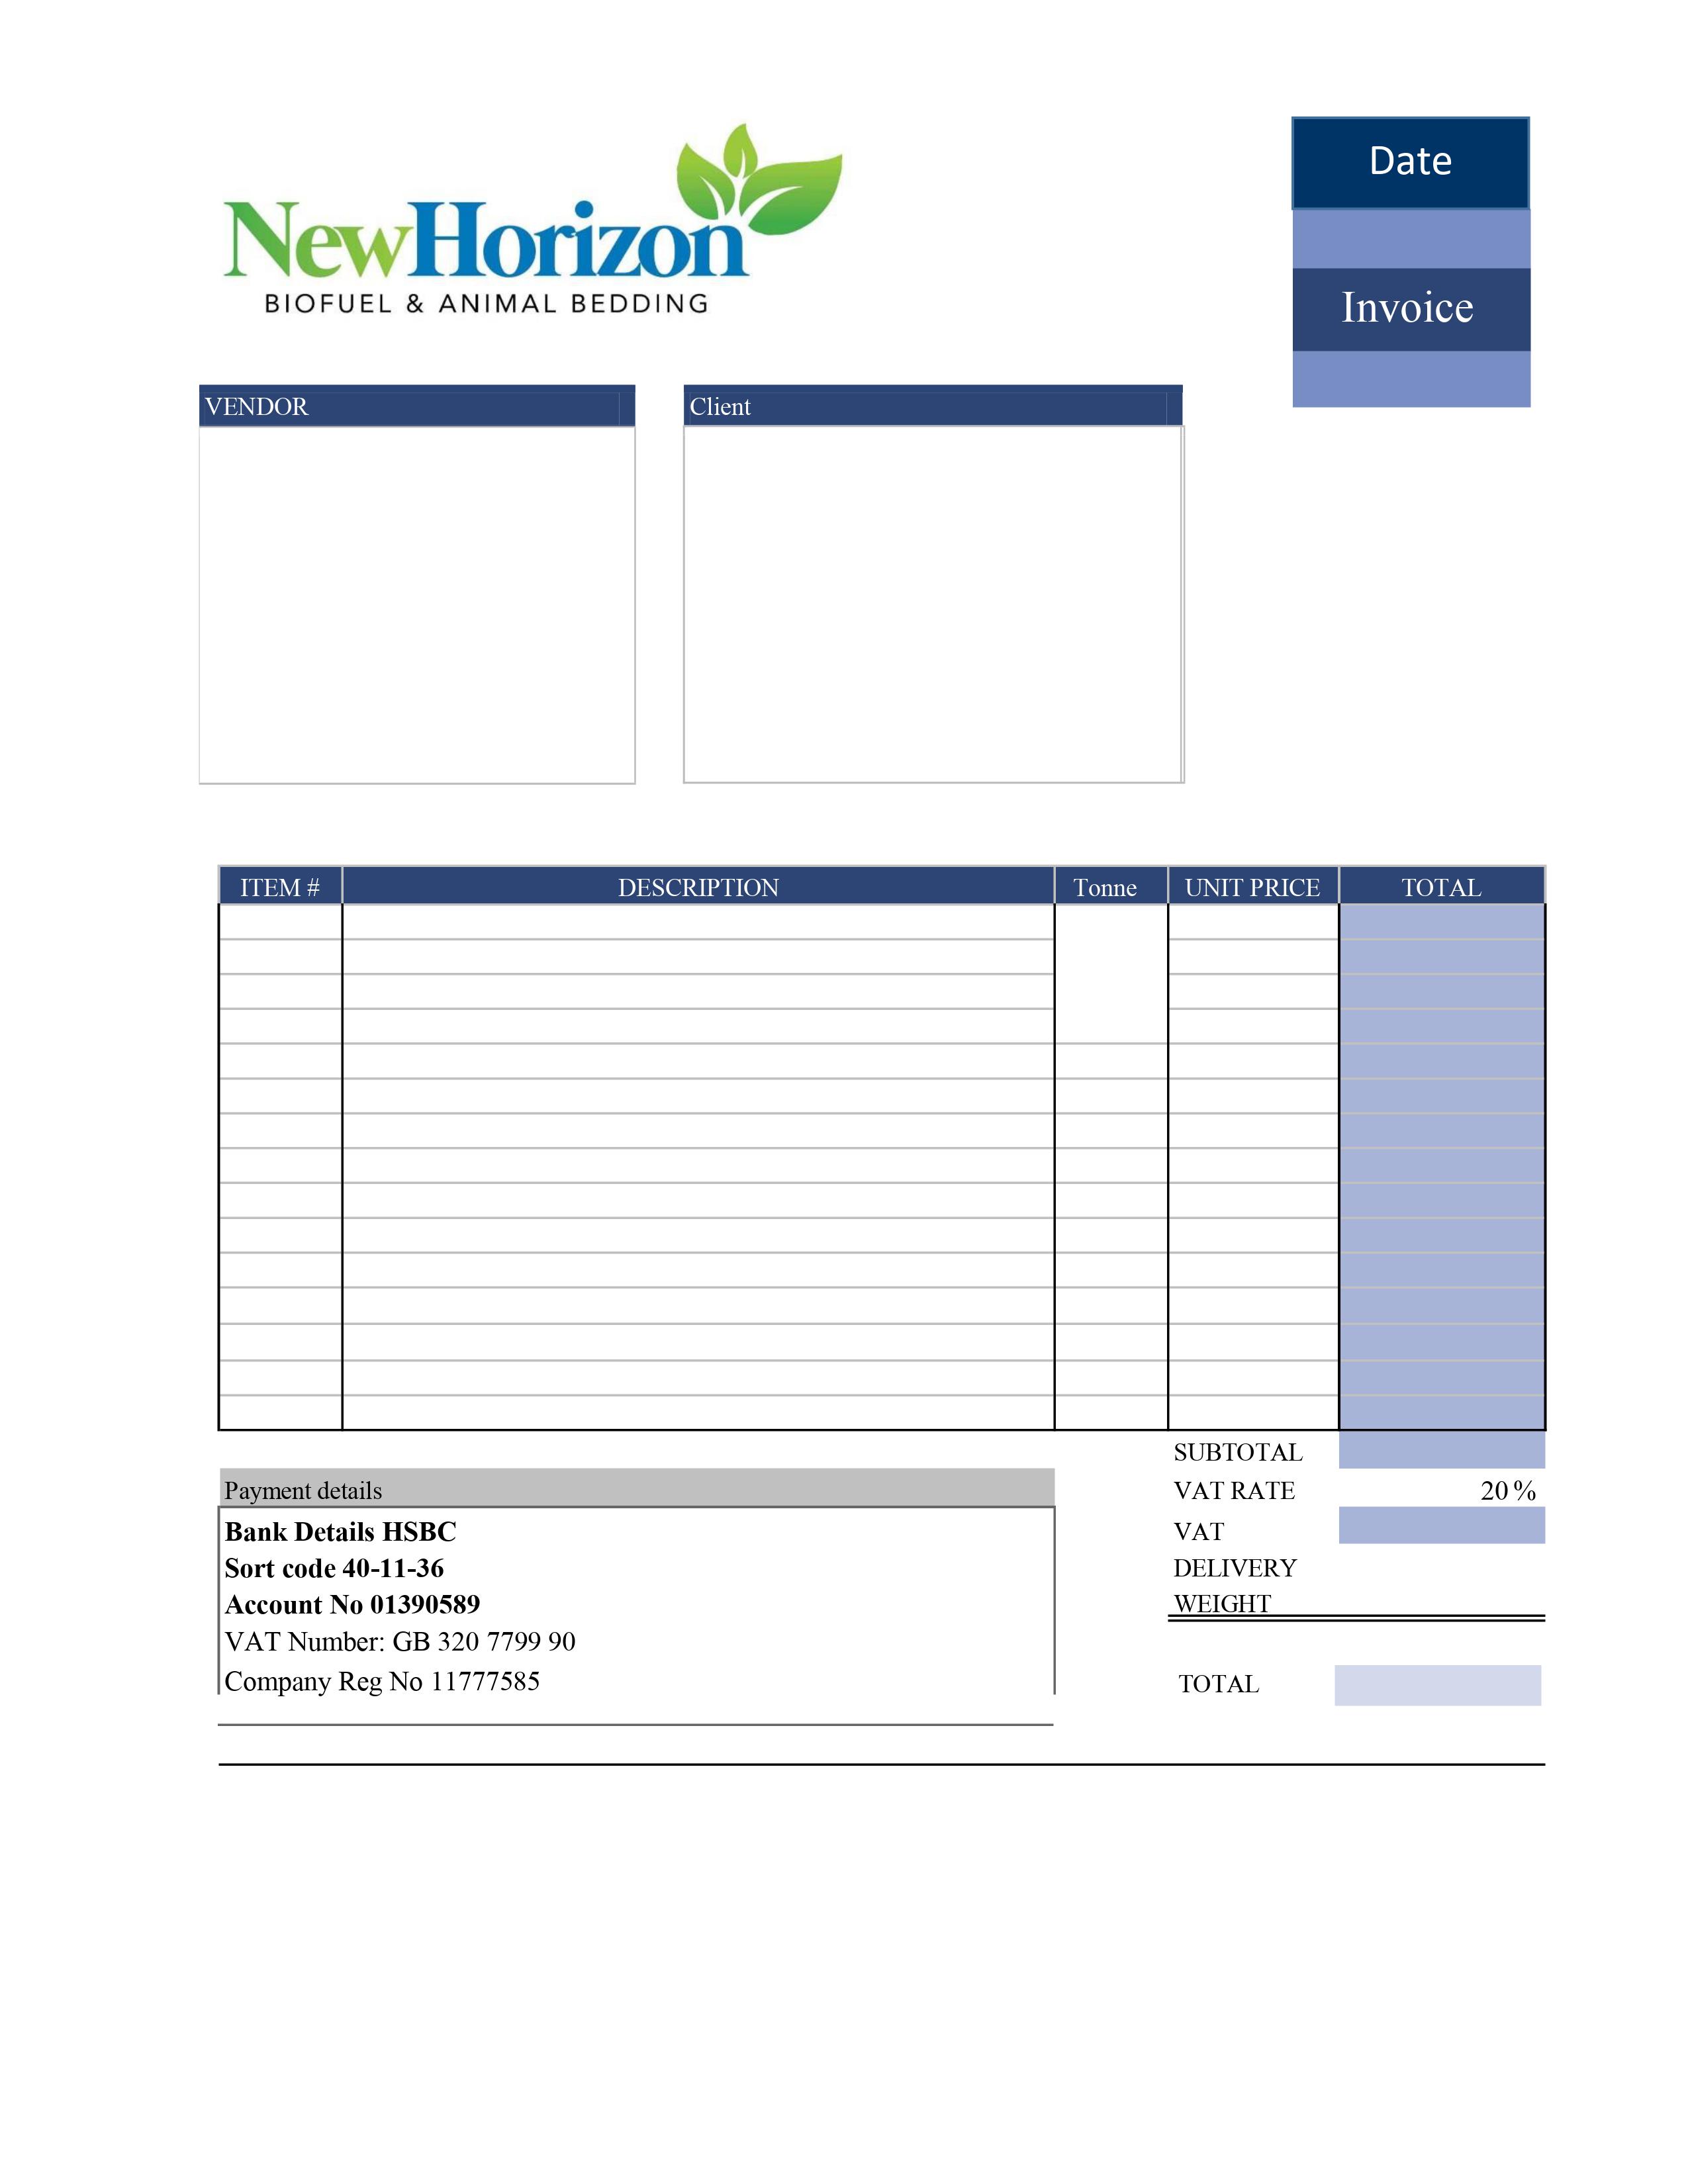 Date
NewHorizon
BIOFUEL & ANIMAL BEDDING
Invoice
VENDOR
Client
ITEM # DESCRIPTION Tonne UNIT PRICE TOTAL
SUBTOTAL
Payment details
VAT RATE 20 %
Bank Details HSBC
VAT
Sort code 40-11-36
DELIVERY
Account No 01390589
WEIGHT
VAT Number: GB 320 7799 90
Company Reg No 11777585
TOTAL